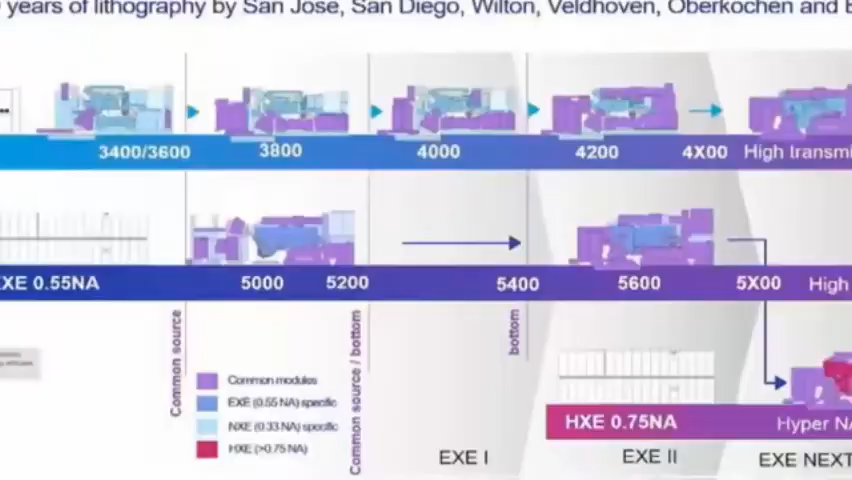 years of lithography by San Jose, San Diego, Wilton, Veldhoven, Oberkochen and
3400/3600 3800 4000 4200 4X00 High transmi
XE 0.55NA 5000 5200 5400 5600 5X00 High
Common source
Common source / bottom
bottom
Common modules
EXE (0.55 NA) specific
NXE (0.33 NA) specific
HXE (>0.75 NA)
HXE 0.75NA Hyper NA
EXE I EXE II EXE NEXT